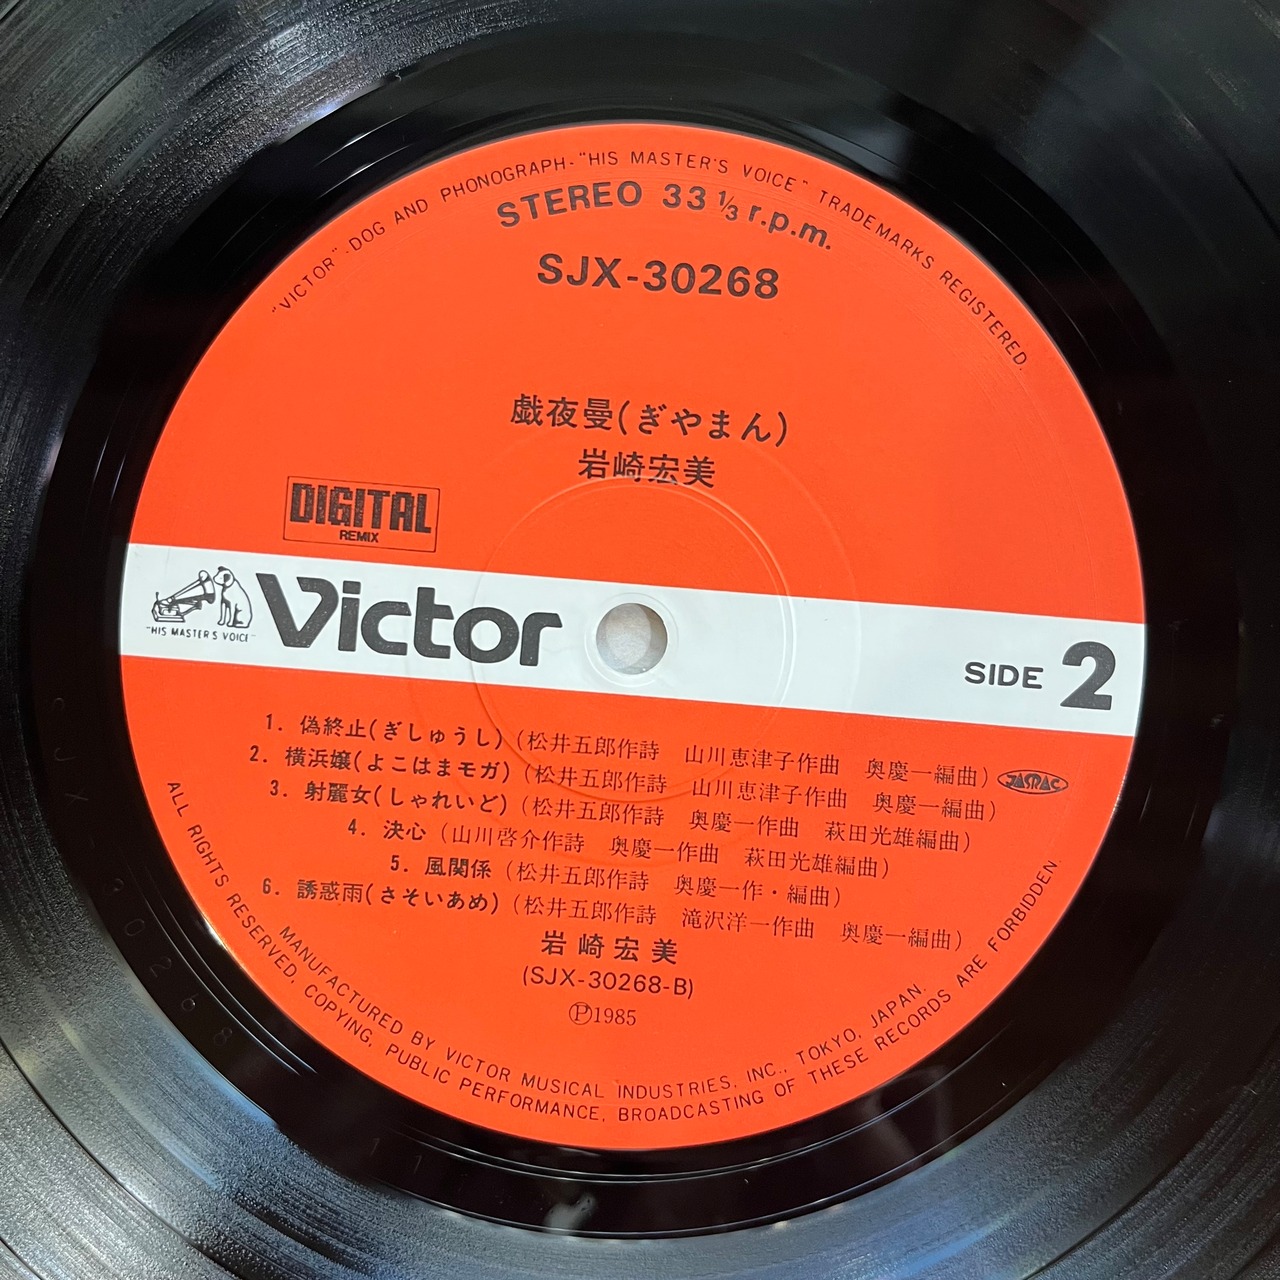 "VICTOR"·DOG AND PHONOGRAPH-"HIS MASTER'S VOICE" TRADEMARKS REGISTERED.
STEREO 33 1/3 r.p.m.
SJX-30268
戯夜曼(ぎやまん)
岩崎宏美
DIGITAL
REMIX
"HIS MASTER'S VOICE"
Victor
SIDE 2
1. 偽終止(ぎしゅうし)(松井五郎作詩 山川恵津子作曲 奥慶一編曲)
JASRAC
2. 横浜嬢(よこはまモガ)(松井五郎作詩 山川恵津子作曲 奥慶一編曲)
3. 射麗女(しゃれいど)(松井五郎作詩 奥慶一作曲 萩田光雄編曲)
4. 決心(山川啓介作詩 奥慶一作曲 萩田光雄編曲)
5. 風関係(松井五郎作詩 奥慶一作・編曲)
6. 誘惑雨(さそいあめ)(松井五郎作詩 滝沢洋一作曲 奥慶一編曲)
岩崎宏美
(SJX-30268-B)
Ⓟ1985
MANUFACTURED BY VICTOR MUSICAL INDUSTRIES, INC., TOKYO, JAPAN.
ALL RIGHTS RESERVED, COPYING, PUBLIC PERFORMANCE, BROADCASTING OF THESE RECORDS ARE FORBIDDEN